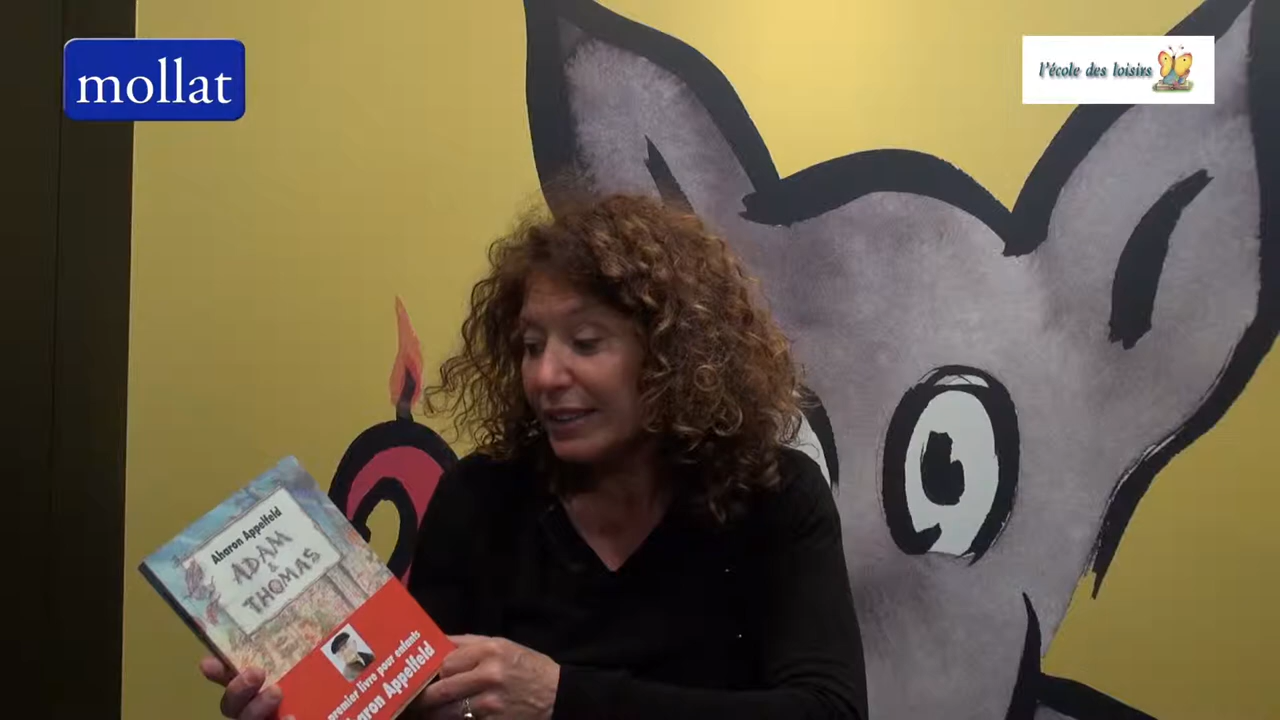 mollat
l'école des loisirs
Aharon Appelfeld
ADAM
&
THOMAS
premier livre pour enfants
Aharon Appelfeld